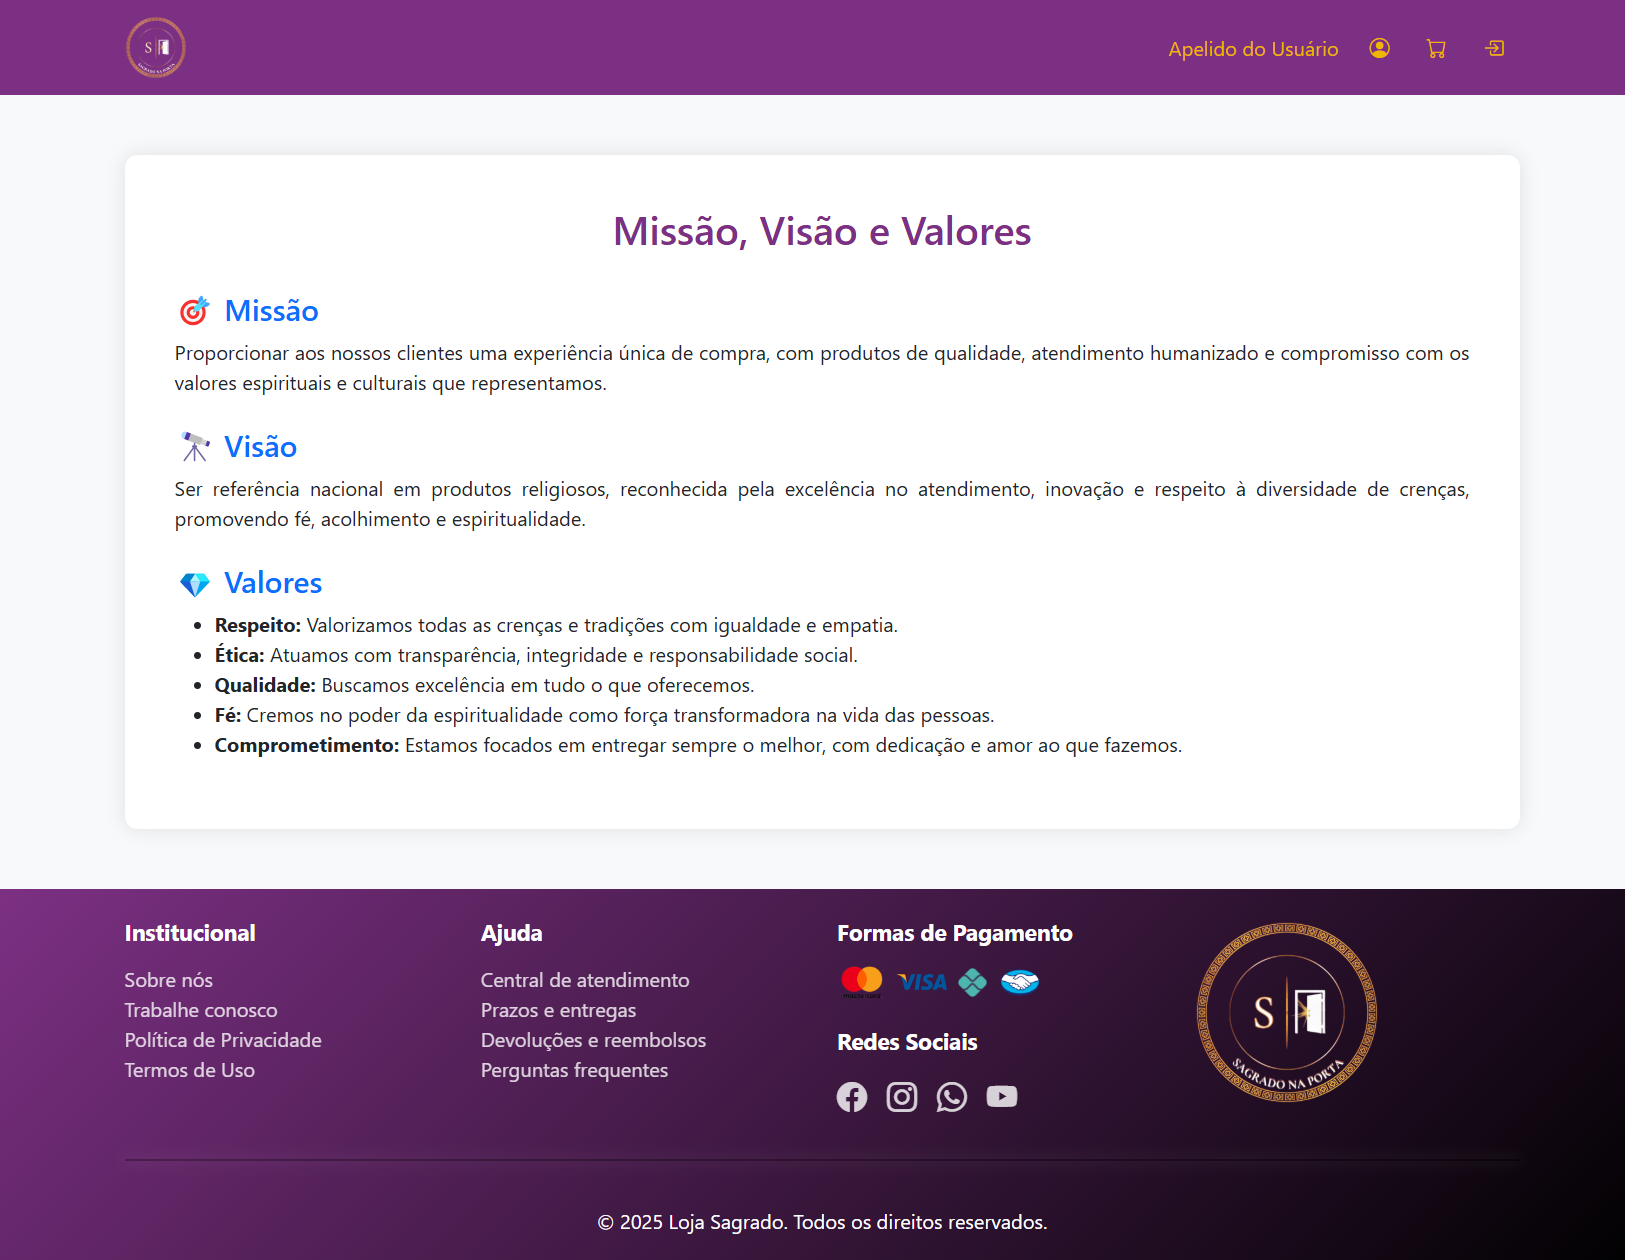 S
SAGRADO NA PORTA
Apelido do Usuário
Missão, Visão e Valores
Missão
Proporcionar aos nossos clientes uma experiência única de compra, com produtos de qualidade, atendimento humanizado e compromisso com os
valores espirituais e culturais que representamos.
Visão
Ser referência nacional em produtos religiosos, reconhecida pela excelência no atendimento, inovação e respeito à diversidade de crenças,
promovendo fé, acolhimento e espiritualidade.
Valores
Respeito: Valorizamos todas as crenças e tradições com igualdade e empatia.
Ética: Atuamos com transparência, integridade e responsabilidade social.
Qualidade: Buscamos excelência em tudo o que oferecemos.
Fé: Cremos no poder da espiritualidade como força transformadora na vida das pessoas.
Comprometimento: Estamos focados em entregar sempre o melhor, com dedicação e amor ao que fazemos.
Institucional
Sobre nós
Trabalhe conosco
Política de Privacidade
Termos de Uso
Ajuda
Central de atendimento
Prazos e entregas
Devoluções e reembolsos
Perguntas frequentes
Formas de Pagamento
mastercard
VISA
Redes Sociais
S
SAGRADO NA PORTA
© 2025 Loja Sagrado. Todos os direitos reservados.